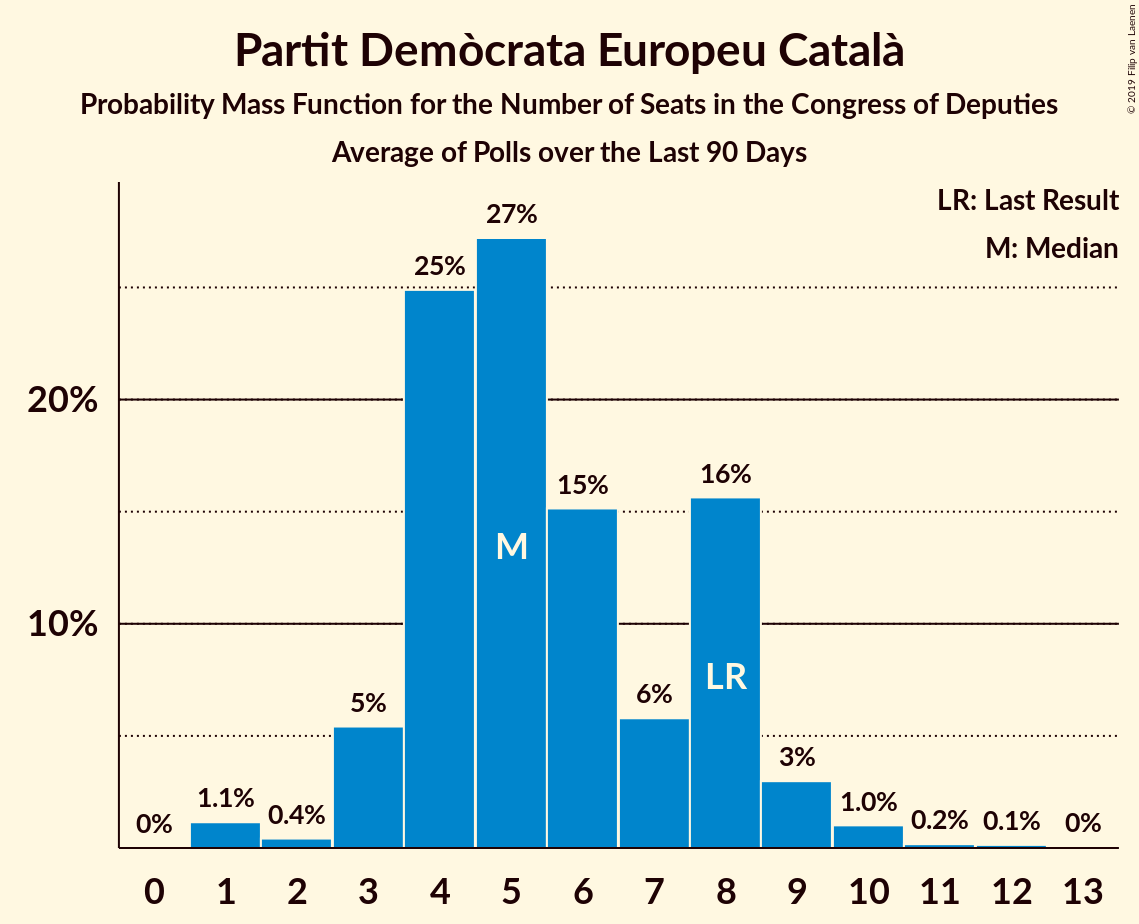 Partit Demòcrata Europeu Català
Probability Mass Function for the Number of Seats in the Congress of Deputies
Average of Polls over the Last 90 Days
© 2019 Filip van Laenen
LR: Last Result
M: Median
20%
10%
0%
1.1%
0.4%
5%
25%
27%
15%
6%
16%
3%
1.0%
0.2%
0.1%
0%
M
LR
0 1 2 3 4 5 6 7 8 9 10 11 12 13